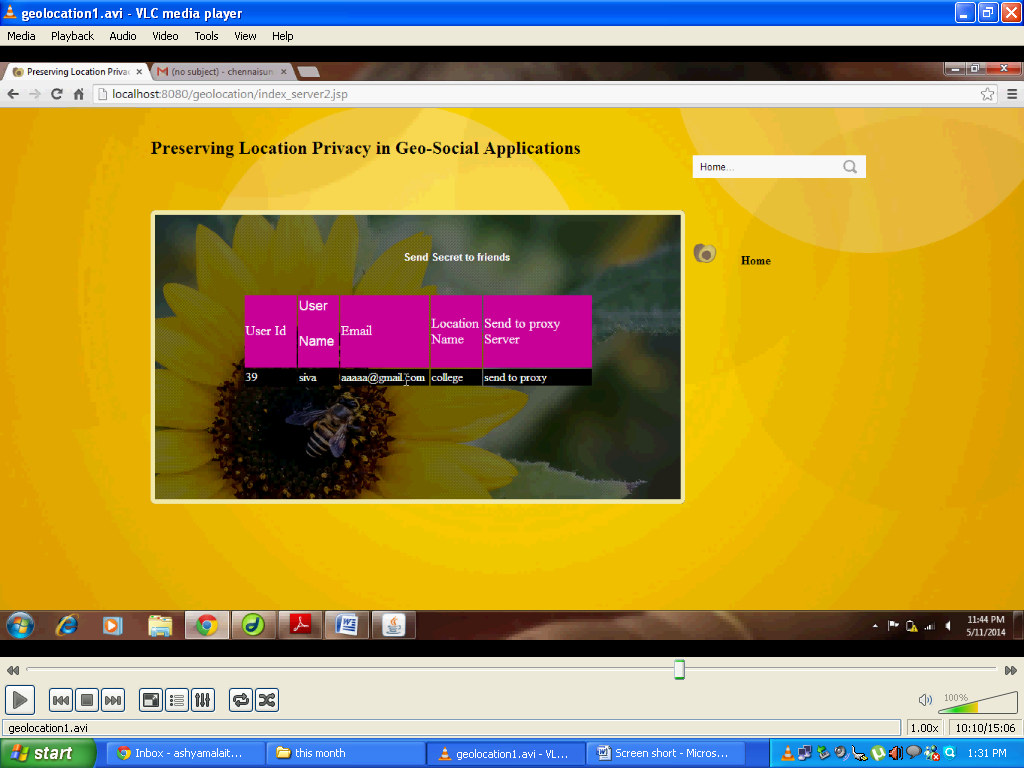 geolocation1.avi - VLC media player
Media Playback Audio Video Tools View Help
Preserving Location Priva
(no subject) - chennaisun
localhost:8080/geolocation/index_server2.jsp
Preserving Location Privacy in Geo-Social Applications
Home...
Home
Send Secret to friends
User Id User Name Email Location Name Send to proxy Server
39 siva aaaaa@gmail.com college send to proxy
11:44 PM
5/11/2014
100%
geolocation1.avi 1.00x 10:10/15:06
start Inbox - ashyamalait... this month geolocation1.avi - VL... Screen short - Micros... 1:31 PM